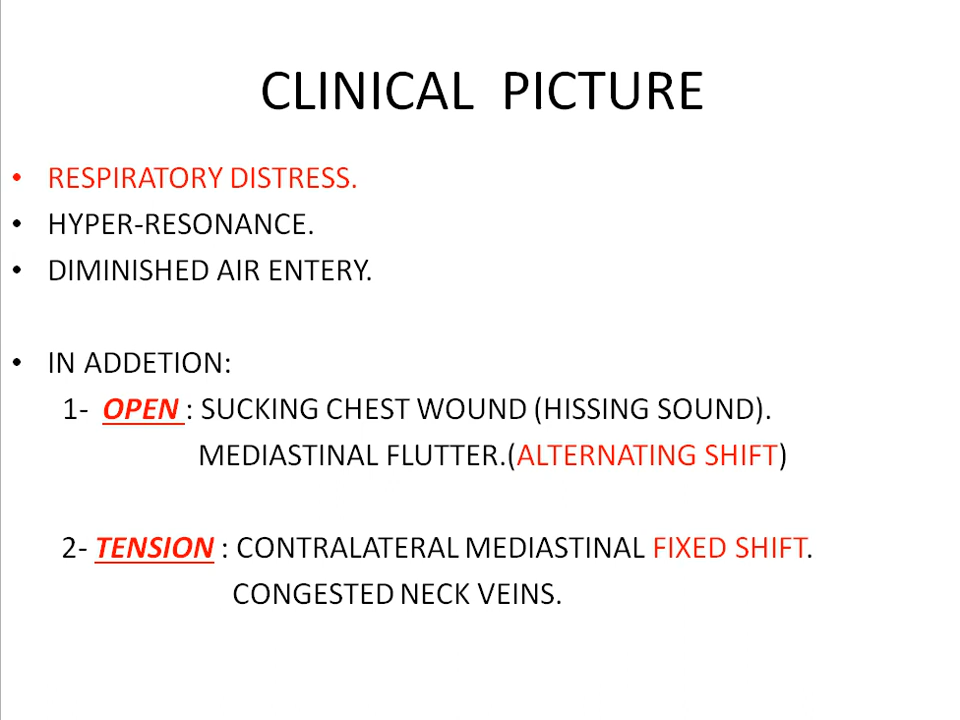 CLINICAL PICTURE
• RESPIRATORY DISTRESS.
• HYPER-RESONANCE.
• DIMINISHED AIR ENTERY.
• IN ADDETION:
1- OPEN : SUCKING CHEST WOUND (HISSING SOUND).
MEDIASTINAL FLUTTER.(ALTERNATING SHIFT)
2- TENSION : CONTRALATERAL MEDIASTINAL FIXED SHIFT.
CONGESTED NECK VEINS.